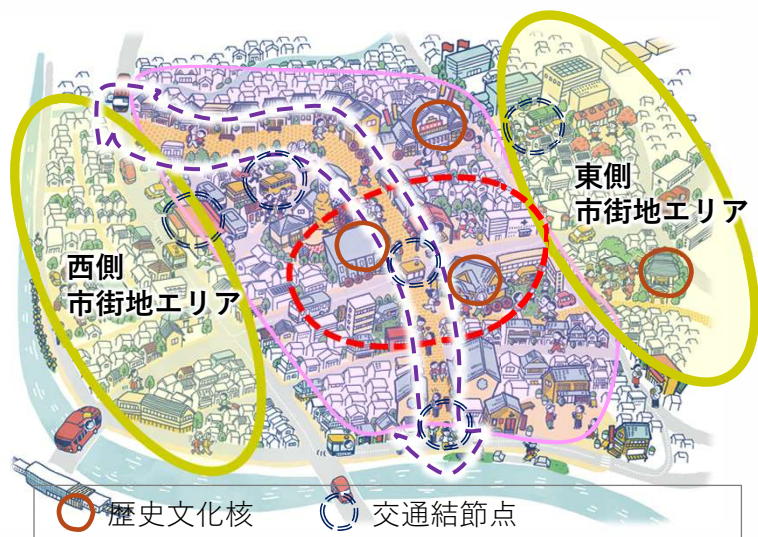 東側
市街地エリア
西側
市街地エリア
歴史文化核
交通結節点